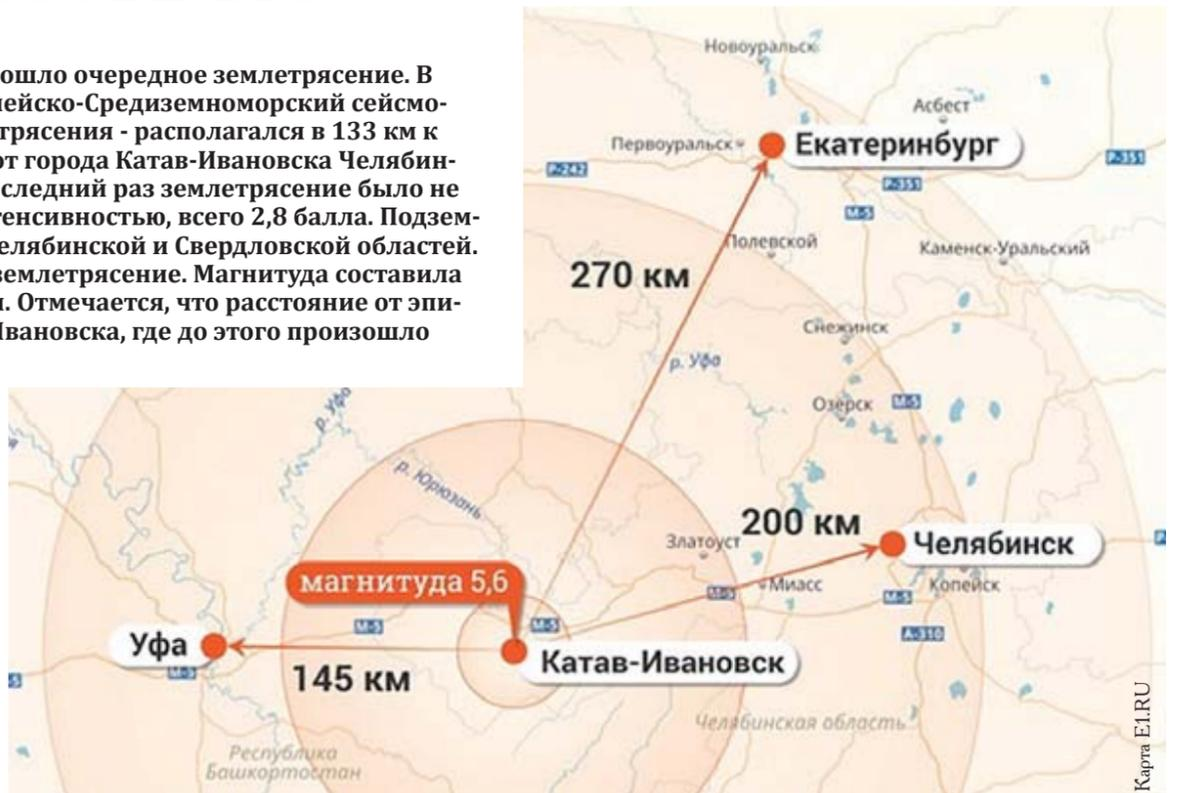 ошло очередное землетрясение. В
пейско-Средиземноморский сейсмо-
трясения - располагался в 133 км к
от города Катав-Ивановска Челябин-
следний раз землетрясение было не
тенсивностью, всего 2,8 балла. Подзем-
елябинской и Свердловской областей.
землетрясение. Магнитуда составила
Отмечается, что расстояние от эпи-
Ивановска, где до этого произошло
Новоуральск
Асбест
Первоуральск
Екатеринбург
Р-242
Р-351
Р-351
М-5
Полевской
Каменск-Уральский
270 км
Снежинск
р. Уфа
р. Уфа
Озёрск
М-5
р. Юрюзань
200 км
Златоуст
Челябинск
магнитуда 5,6
М-5
Миасс
М-5
Копейск
М-5
М-5
А-310
Уфа
М-5
Катав-Ивановск
145 км
Челябинская область
Республика
Башкортостан
Карта E1.RU